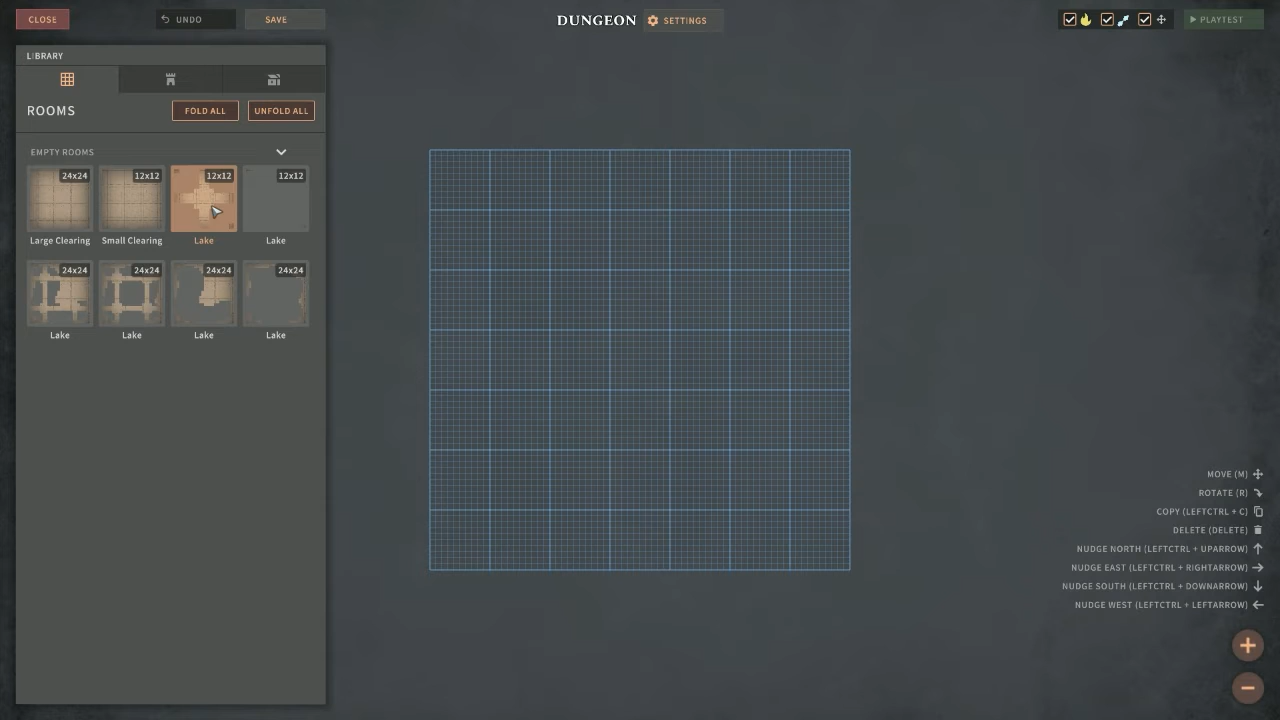 CLOSE
UNDO
SAVE
DUNGEON
SETTINGS
PLAYTEST
LIBRARY
ROOMS
FOLD ALL
UNFOLD ALL
EMPTY ROOMS
24x24
12x12
12x12
12x12
Large Clearing
Small Clearing
Lake
Lake
24x24
24x24
24x24
24x24
Lake
Lake
Lake
Lake
MOVE (M)
ROTATE (R)
COPY (LEFTCTRL + C)
DELETE (DELETE)
NUDGE NORTH (LEFTCTRL + UPARROW)
NUDGE EAST (LEFTCTRL + RIGHTARROW)
NUDGE SOUTH (LEFTCTRL + DOWNARROW)
NUDGE WEST (LEFTCTRL + LEFTARROW)